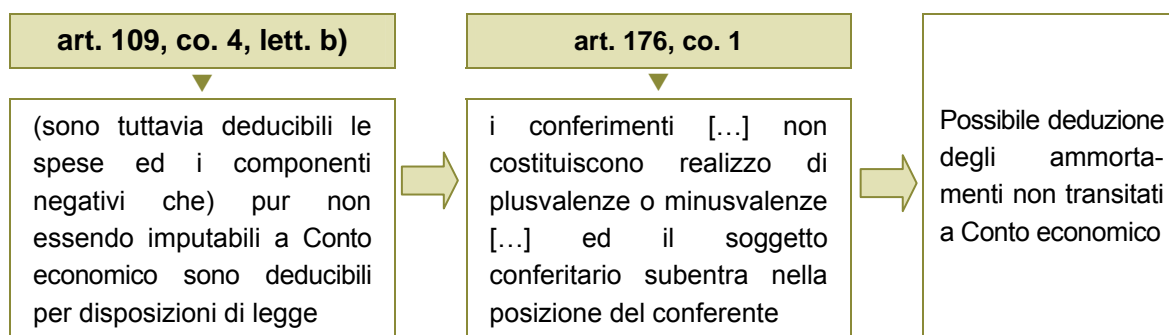 art. 109, co. 4, lett. b)
(sono tuttavia deducibili le
spese ed i componenti
negativi che) pur non
essendo imputabili a Conto
economico sono deducibili
per disposizioni di legge
art. 176, co. 1
i conferimenti […] non
costituiscono realizzo di
plusvalenze o minusvalenze
[…] ed il soggetto
conferitario subentra nella
posizione del conferente
Possibile deduzione
degli ammorta-
menti non transitati
a Conto economico